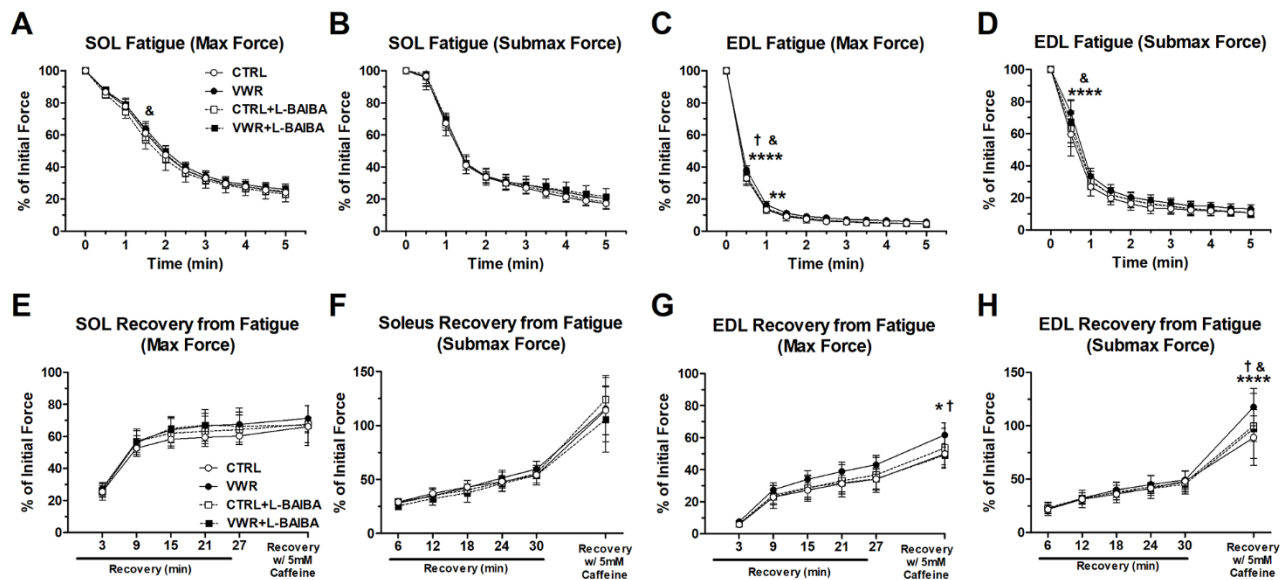 A
SOL Fatigue (Max Force)
% of Initial Force
100
80
60
40
20
0
&
CTRL
VWR
CTRL+L-BAIBA
VWR+L-BAIBA
0 1 2 3 4 5
Time (min)
B
SOL Fatigue (Submax Force)
% of Initial Force
100
80
60
40
20
0
0 1 2 3 4 5
Time (min)
C
EDL Fatigue (Max Force)
% of Initial Force
100
80
60
40
20
0
† &
****
**
0 1 2 3 4 5
Time (min)
D
EDL Fatigue (Submax Force)
% of Initial Force
100
80
60
40
20
0
&
****
0 1 2 3 4 5
Time (min)
E
SOL Recovery from Fatigue
(Max Force)
% of Initial Force
100
80
60
40
20
0
CTRL
VWR
CTRL+L-BAIBA
VWR+L-BAIBA
3 9 15 21 27
Recovery (min)
Recovery
w/ 5mM
Caffeine
F
Soleus Recovery from Fatigue
(Submax Force)
% of Initial Force
150
100
50
0
6 12 18 24 30
Recovery (min)
Recovery
w/ 5mM
Caffeine
G
EDL Recovery from Fatigue
(Max Force)
% of Initial Force
100
80
60
40
20
0
* †
3 9 15 21 27
Recovery (min)
Recovery
w/ 5mM
Caffeine
H
EDL Recovery from Fatigue
(Submax Force)
% of Initial Force
150
100
50
0
† &
****
6 12 18 24 30
Recovery (min)
Recovery
w/ 5mM
Caffeine